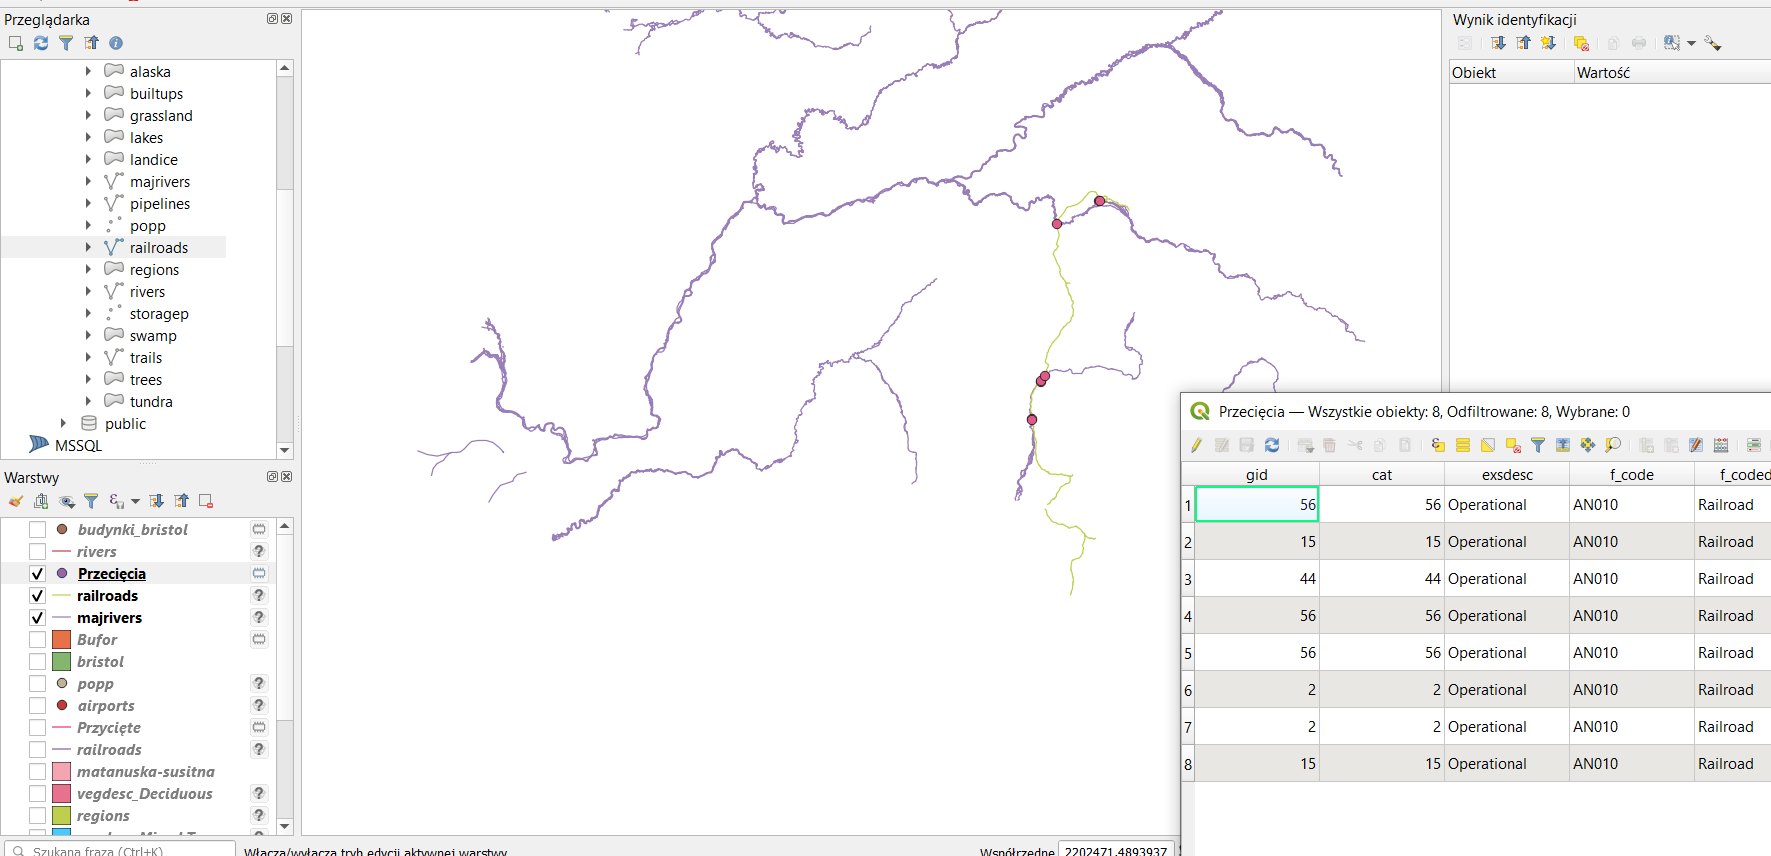 Przeglądarka
alaska
builtups
grassland
lakes
landice
majrivers
pipelines
popp
railroads
regions
rivers
storagep
swamp
trails
trees
tundra
public
MSSQL
Warstwy
budynki_bristol
rivers
Przecięcia
railroads
majrivers
Bufor
bristol
popp
airports
Przycięte
railroads
matanuska-susitna
vegdesc_Deciduous
regions
Szukana fraza (Ctrl+K)
Włącza/wyłącza tryb edycji aktywnej warstwy
Współrzędne 2202471,4893937
Wynik identyfikacji
Obiekt Wartość
Przecięcia — Wszystkie obiekty: 8, Odfiltrowane: 8, Wybrane: 0
gid cat exsdesc f_code f_coded
1 56 56 Operational AN010 Railroad
2 15 15 Operational AN010 Railroad
3 44 44 Operational AN010 Railroad
4 56 56 Operational AN010 Railroad
5 56 56 Operational AN010 Railroad
6 2 2 Operational AN010 Railroad
7 2 2 Operational AN010 Railroad
8 15 15 Operational AN010 Railroad